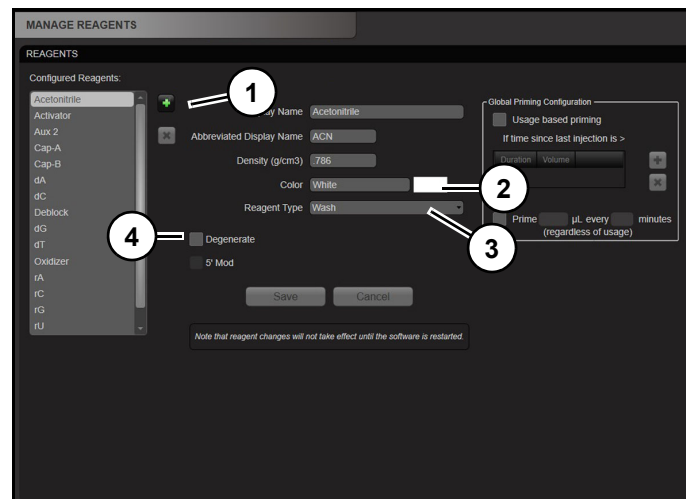 MANAGE REAGENTS
REAGENTS
Configured Reagents:
Acetonitrile
Activator
Aux 2
Cap-A
Cap-B
dA
dC
Deblock
dG
dT
Oxidizer
rA
rC
rG
rU
1
Name Acetonitrile
Abbreviated Display Name ACN
Density (g/cm3) .786
Color White
2
Reagent Type Wash
3
4
Degenerate
5' Mod
Save Cancel
Note that reagent changes will not take effect until the software is restarted.
Global Priming Configuration
Usage based priming
If time since last injection is >
Duration Volume
Prime µL every minutes
(regardless of usage)